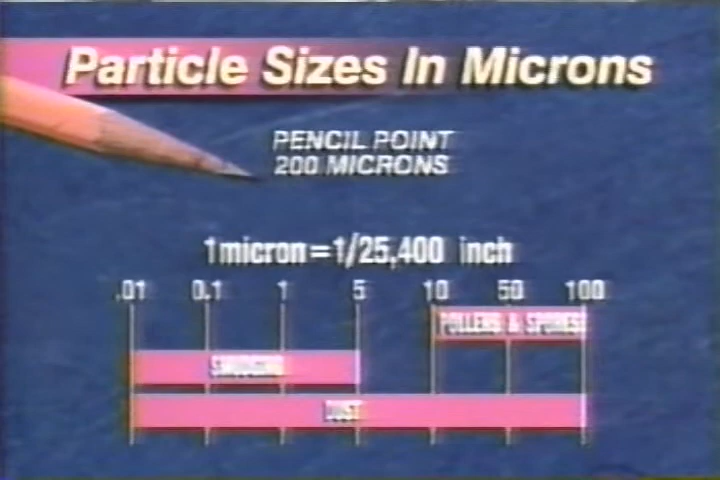 Particle Sizes In Microns
PENCIL POINT
200 MICRONS
1 micron=1/25,400 inch
.01 0.1 1 5 10 50 100
POLLENS & SPORES
SMOKING
DUST